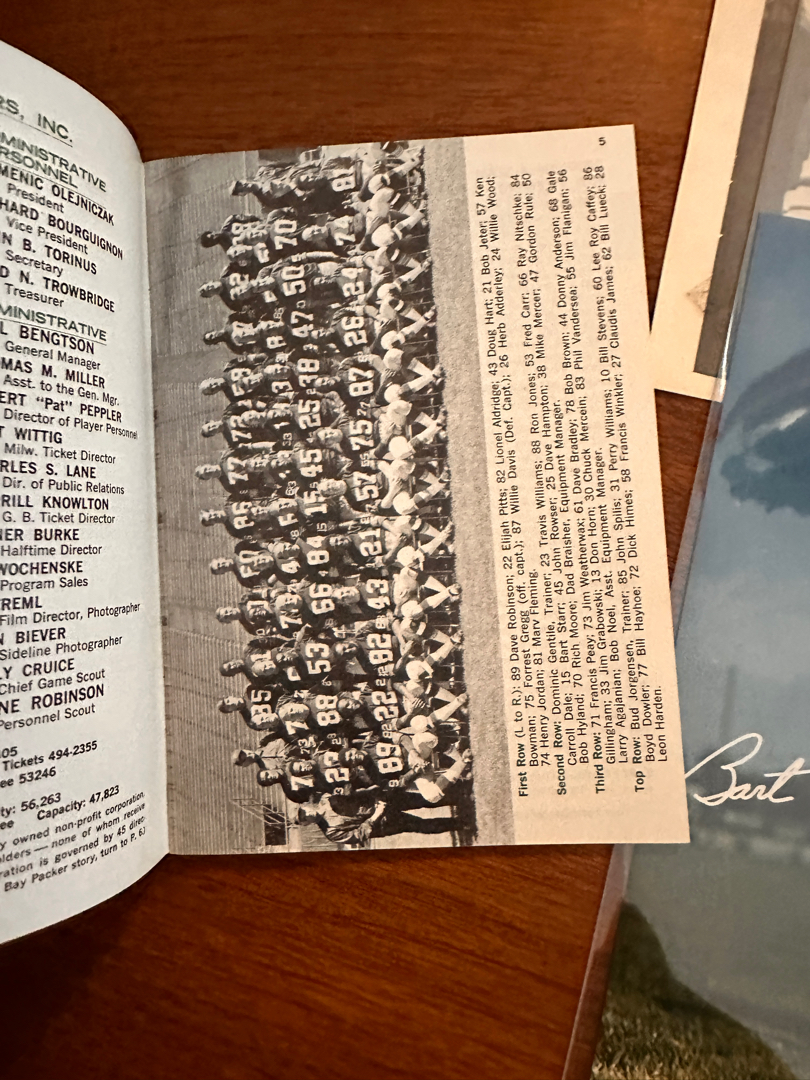 RS, INC.
MINISTRATIVE
RSONNEL
MENIC OLEJNICZAK
President
HARD BOURGUIGNON
Vice President
N B. TORINUS
Secretary
D N. TROWBRIDGE
Treasurer
MINISTRATIVE
L BENGTSON
General Manager
MAS M. MILLER
Asst. to the Gen. Mgr.
ERT "Pat" PEPPLER
Director of Player Personnel
T WITTIG
Milw. Ticket Director
RLES S. LANE
Dir. of Public Relations
RRILL KNOWLTON
G. B. Ticket Director
NER BURKE
Halftime Director
WOCHENSKE
Program Sales
REML
Film Director, Photographer
N BIEVER
Sideline Photographer
LY CRUICE
Chief Game Scout
NE ROBINSON
Personnel Scout
05
Tickets 494-2355
ee 53246
ty: 56,263
ee Capacity: 47,823
y owned non-profit corporation,
olders — none of whom receive
oration is governed by 45 direc-
Bay Packer story, turn to P. 6.)
First Row (L to R.): 89 Dave Robinson; 22 Elijah Pitts; 82 Lionel Aldridge; 43 Doug Hart; 21 Bob Jeter; 57 Ken
Bowman; 75 Forrest Gregg (off. capt.); 87 Willie Davis (Def. Capt.); 26 Herb Adderley; 24 Willie Wood;
74 Henry Jordan; 81 Marv Fleming.
Second Row: Dominic Gentile, Trainer; 23 Travis Williams; 88 Ron Jones; 53 Fred Carr; 66 Ray Nitschke; 84
Carroll Dale; 15 Bart Starr; 45 John Rowser; 25 Dave Hampton; 38 Mike Mercer; 47 Gordon Rule; 50
Bob Hyland; 70 Rich Moore; Dad Braisher, Equipment Manager.
Third Row: 71 Francis Peay; 73 Jim Weatherwax; 61 Dave Bradley; 78 Bob Brown; 44 Donny Anderson; 68 Gale
Gillingham; 33 Jim Grabowski; 13 Don Horn; 30 Chuck Mercein; 83 Phil Vandersea; 55 Jim Flanigan; 56
Larry Agajanian; Bob Noel, Asst. Equipment Manager.
Top Row: Bud Jorgensen, Trainer; 85 John Spilis; 31 Perry Williams; 10 Bill Stevens; 60 Lee Roy Caffey; 86
Boyd Dowler; 77 Bill Hayhoe; 72 Dick Himes; 58 Francis Winkler; 27 Claudis James; 62 Bill Lueck; 28
Leon Harden.
5
Bart